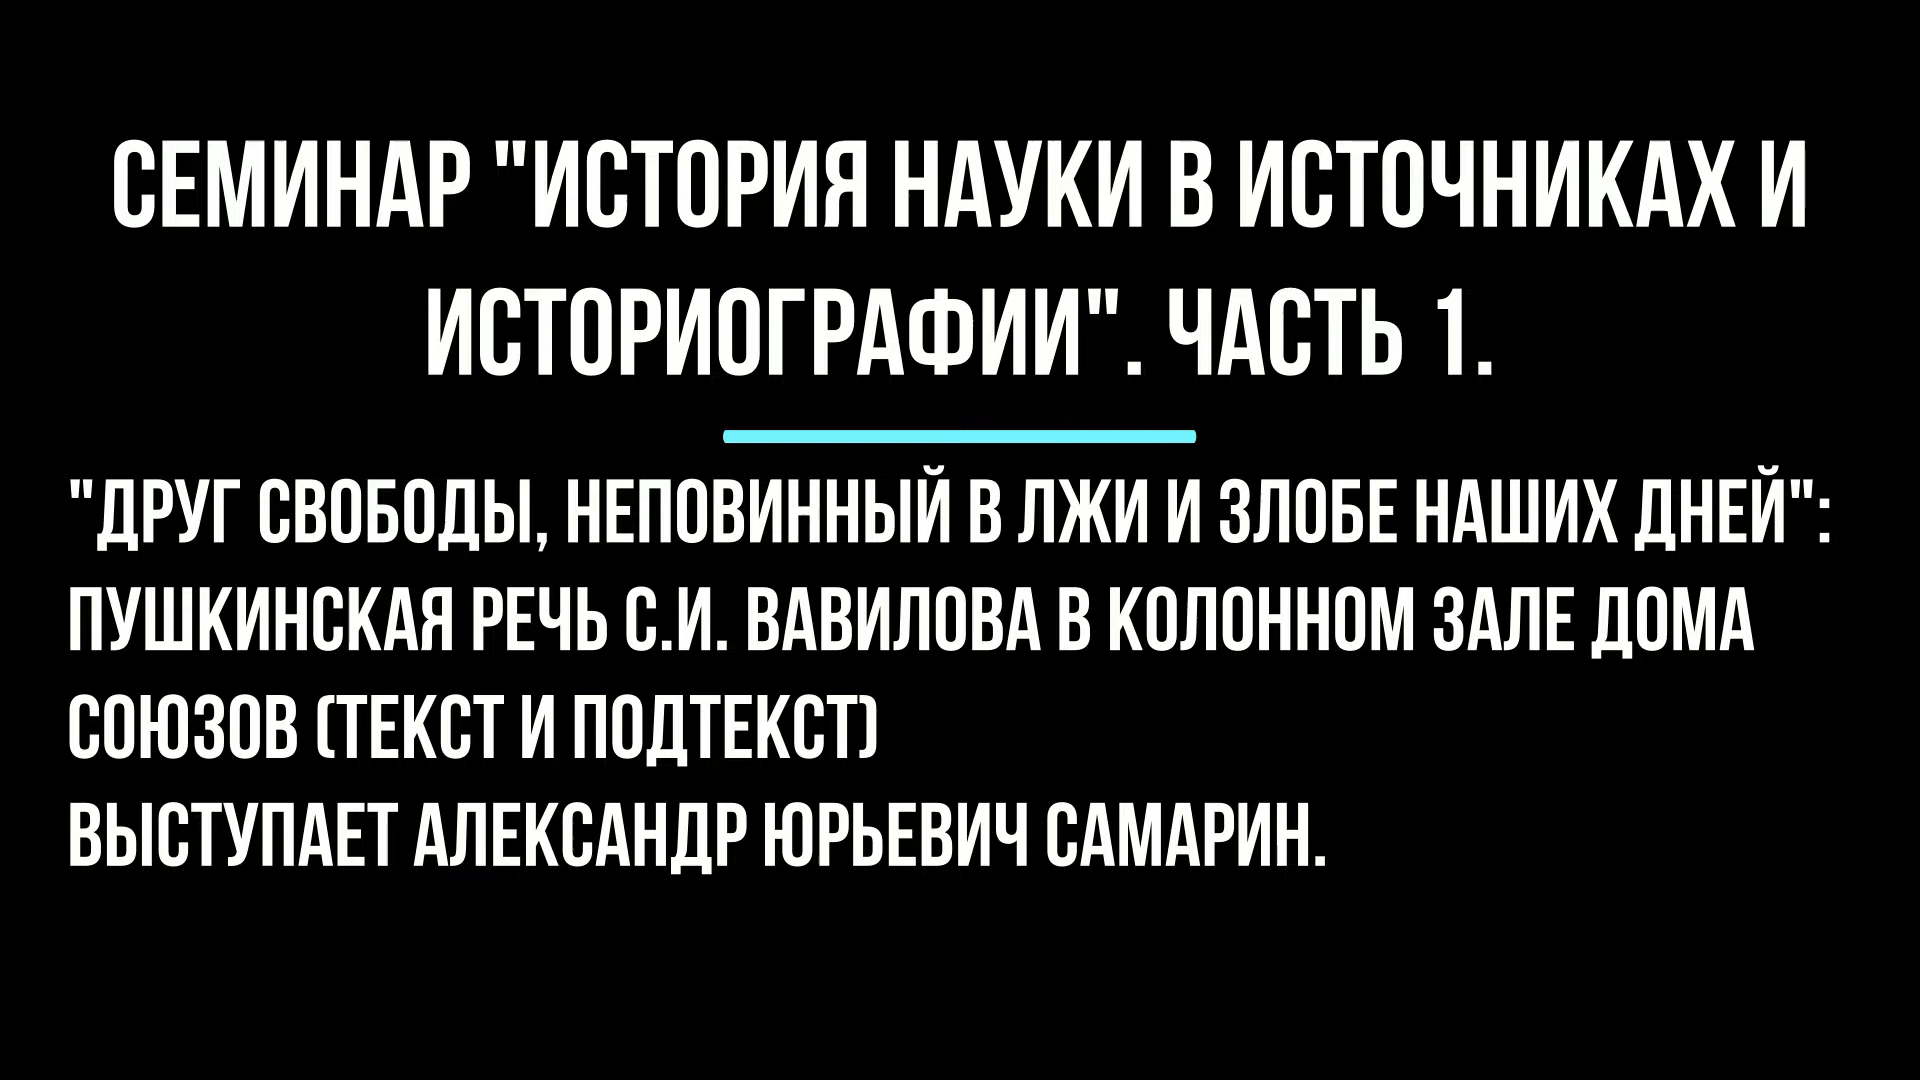 СЕМИНАР "ИСТОРИЯ НАУКИ В ИСТОЧНИКАХ И
ИСТОРИОГРАФИИ". ЧАСТЬ 1.
"ДРУГ СВОБОДЫ, НЕПОВИННЫЙ В ЛЖИ И ЗЛОБЕ НАШИХ ДНЕЙ":
ПУШКИНСКАЯ РЕЧЬ С.И. ВАВИЛОВА В КОЛОННОМ ЗАЛЕ ДОМА
СОЮЗОВ (ТЕКСТ И ПОДТЕКСТ)
ВЫСТУПАЕТ АЛЕКСАНДР ЮРЬЕВИЧ САМАРИН.